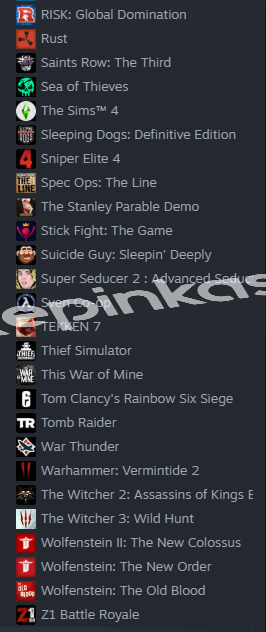 RISK: Global Domination
Rust
Saints Row: The Third
Sea of Thieves
The Sims™ 4
Sleeping Dogs: Definitive Edition
Sniper Elite 4
Spec Ops: The Line
The Stanley Parable Demo
Stick Fight: The Game
Suicide Guy: Sleepin' Deeply
Super Seducer 2 : Advanced Seduc
Sven Co-op
TEKKEN 7
Thief Simulator
This War of Mine
Tom Clancy's Rainbow Six Siege
Tomb Raider
War Thunder
Warhammer: Vermintide 2
The Witcher 2: Assassins of Kings E
The Witcher 3: Wild Hunt
Wolfenstein II: The New Colossus
Wolfenstein: The New Order
Wolfenstein: The Old Blood
Z1 Battle Royale